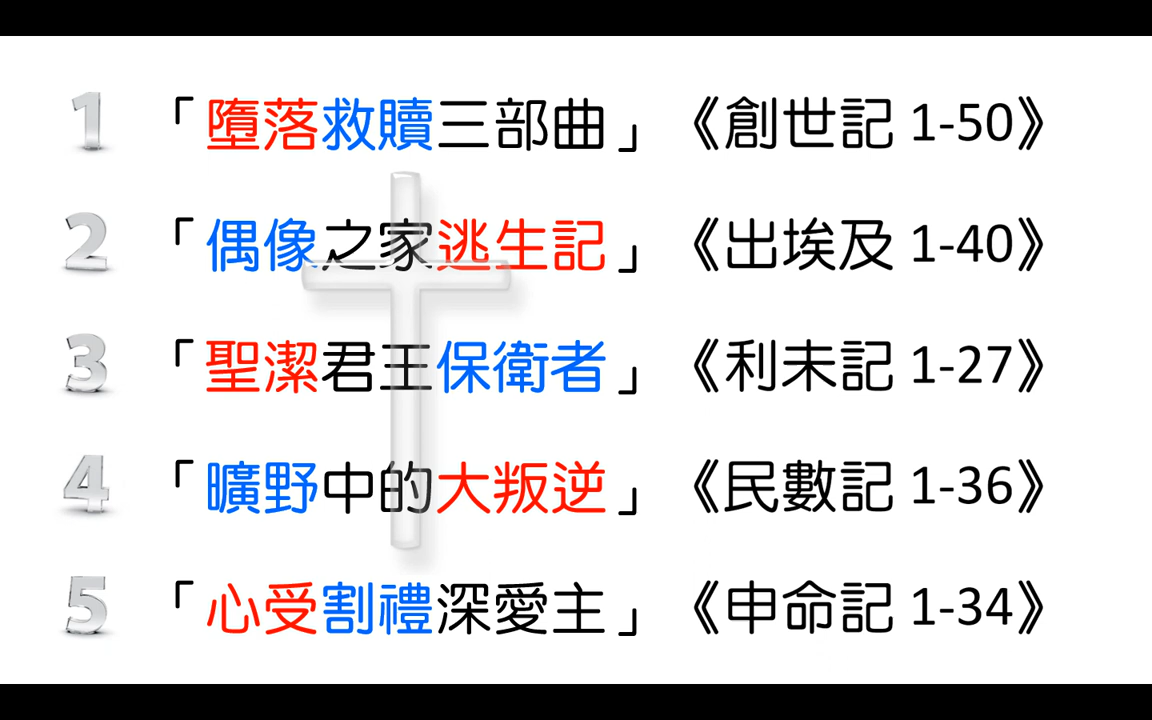 1 「墮落救贖三部曲」《創世記 1-50》
2 「偶像之家逃生記」《出埃及 1-40》
3 「聖潔君王保衛者」《利未記 1-27》
4 「曠野中的大叛逆」《民數記 1-36》
5 「心受割禮深愛主」《申命記 1-34》